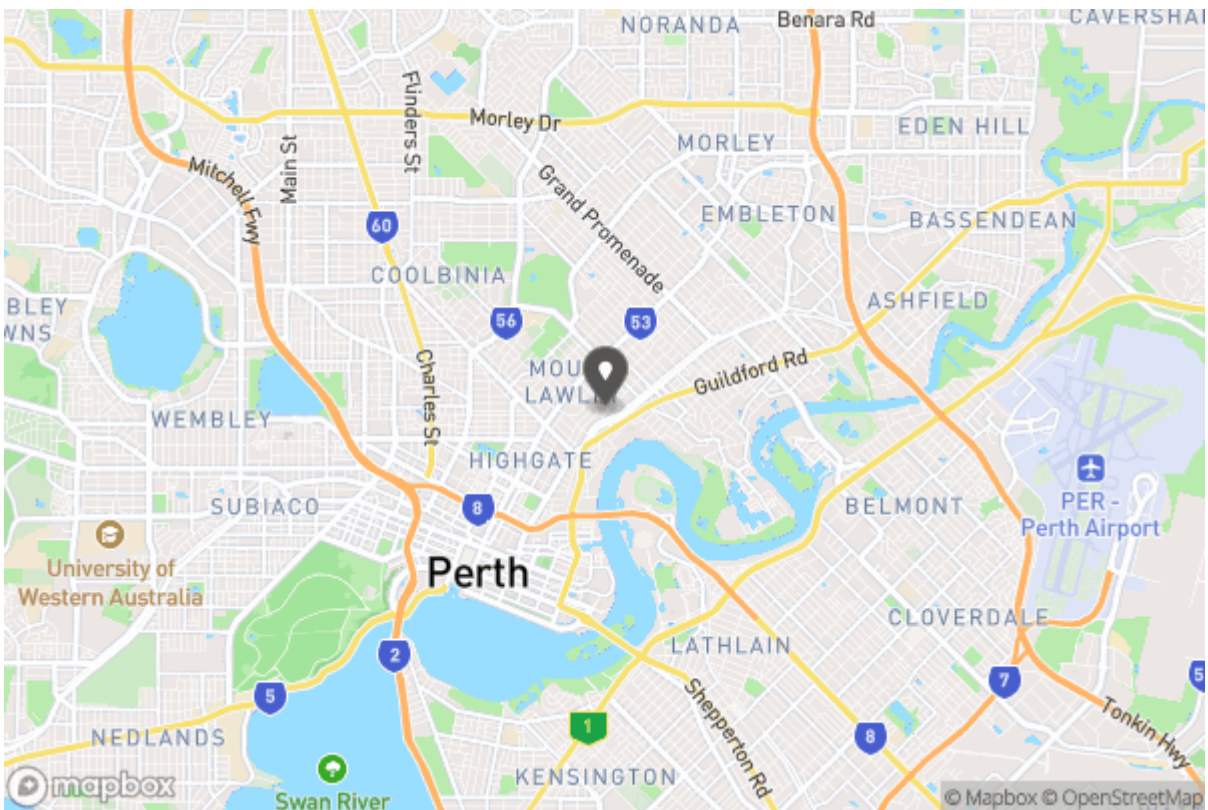 NORANDA
Benara Rd
CAVERSHA
Flinders St
Morley Dr
EDEN HILL
MORLEY
Main St
Mitchell Fwy
Grand Promenade
60
EMBLETON
BASSENDEAN
COOLBINIA
BLEY
WNS
56
53
ASHFIELD
Charles St
MOU
LAWL
Guildford Rd
WEMBLEY
HIGHGATE
SUBIACO
8
BELMONT
PER -
Perth Airport
University of
Western Australia
Perth
CLOVERDALE
LATHLAIN
2
7
5
5
Shepperton Rd
Tonkin Hwy
1
8
NEDLANDS
KENSINGTON
Swan River
mapbox
© Mapbox © OpenStreetMap